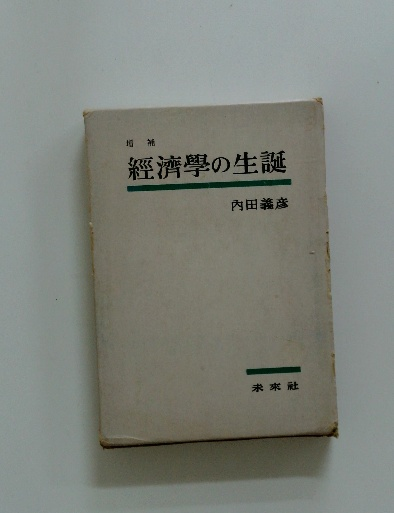 増補
經濟學の生誕
内田義彦
未來社